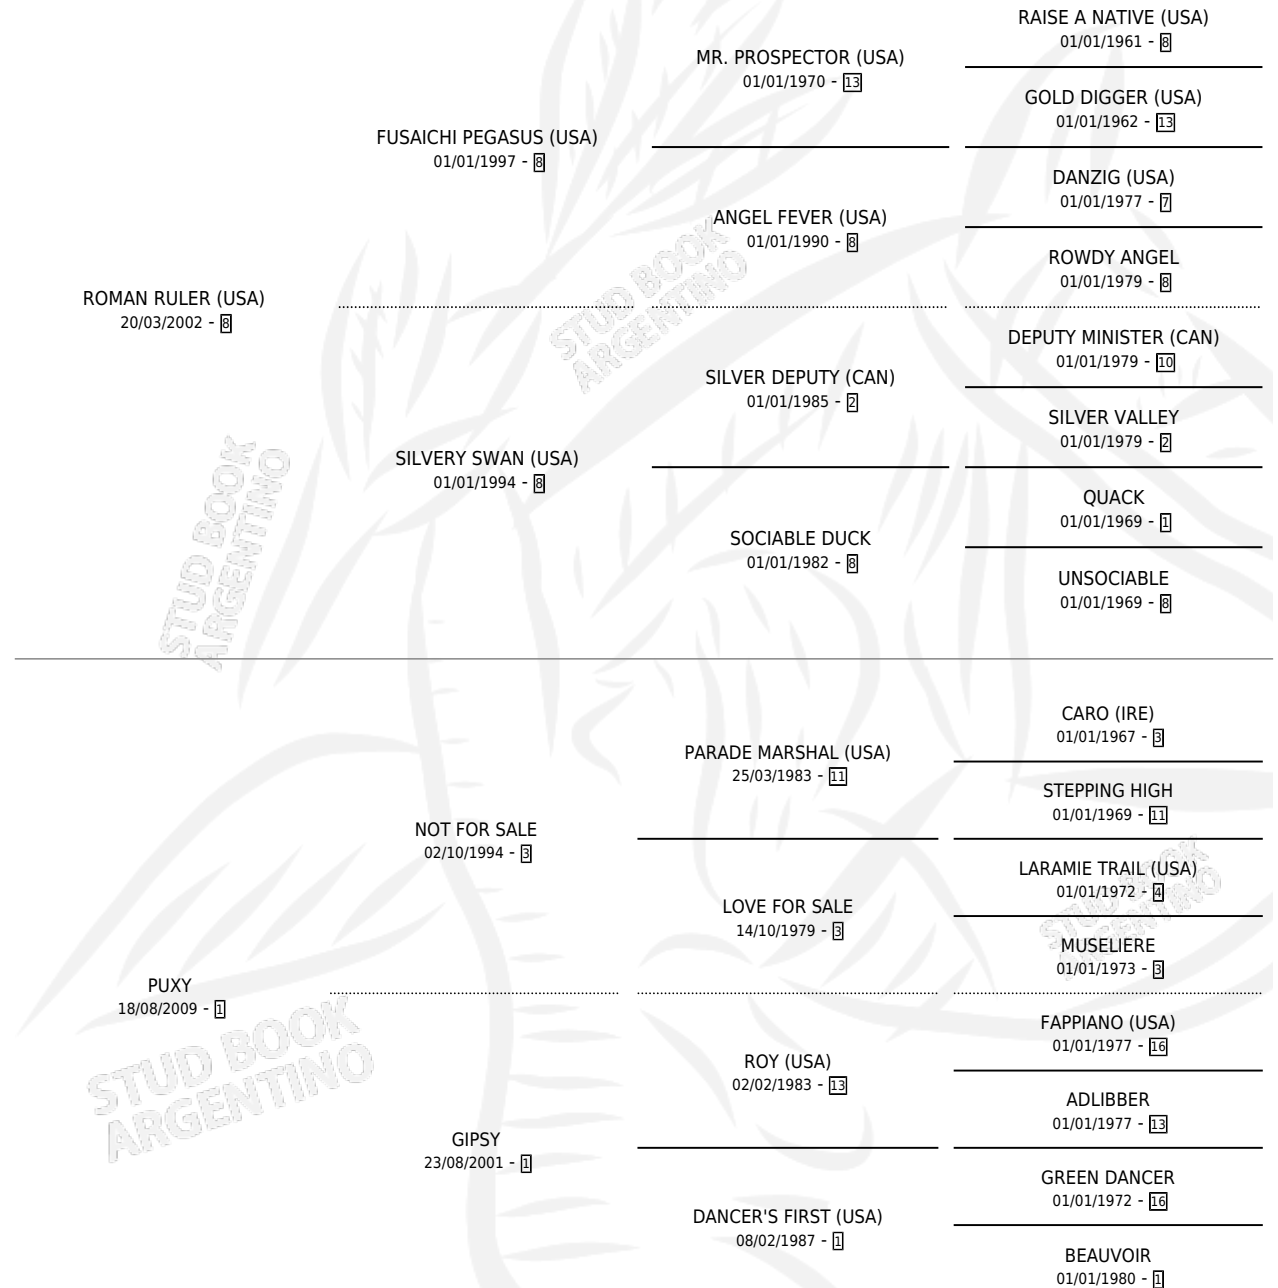 RAISE A NATIVE (USA)
01/01/1961 - 8
MR. PROSPECTOR (USA)
01/01/1970 - 13
GOLD DIGGER (USA)
01/01/1962 - 13
FUSAICHI PEGASUS (USA)
01/01/1997 - 8
DANZIG (USA)
01/01/1977 - 7
ANGEL FEVER (USA)
01/01/1990 - 8
ROWDY ANGEL
01/01/1979 - 8
ROMAN RULER (USA)
20/03/2002 - 8
STUD BOOK
ARGENTINO
DEPUTY MINISTER (CAN)
01/01/1979 - 10
SILVER DEPUTY (CAN)
01/01/1985 - 2
SILVER VALLEY
01/01/1979 - 2
SILVERY SWAN (USA)
01/01/1994 - 8
QUACK
01/01/1969 - 1
SOCIABLE DUCK
01/01/1982 - 8
UNSOCIABLE
01/01/1969 - 8
STUD BOOK
ARGENTINO
CARO (IRE)
01/01/1967 - 3
PARADE MARSHAL (USA)
25/03/1983 - 11
STEPPING HIGH
01/01/1969 - 11
NOT FOR SALE
02/10/1994 - 3
LARAMIE TRAIL (USA)
01/01/1972 - 4
LOVE FOR SALE
14/10/1979 - 3
STUD BOOK
ARGENTINO
MUSELIERE
01/01/1973 - 3
PUXY
18/08/2009 - 1
STUD BOOK
ARGENTINO
FAPPIANO (USA)
01/01/1977 - 16
ROY (USA)
02/02/1983 - 13
ADLIBBER
01/01/1977 - 13
GIPSY
23/08/2001 - 1
GREEN DANCER
01/01/1972 - 16
DANCER'S FIRST (USA)
08/02/1987 - 1
BEAUVOIR
01/01/1980 - 1